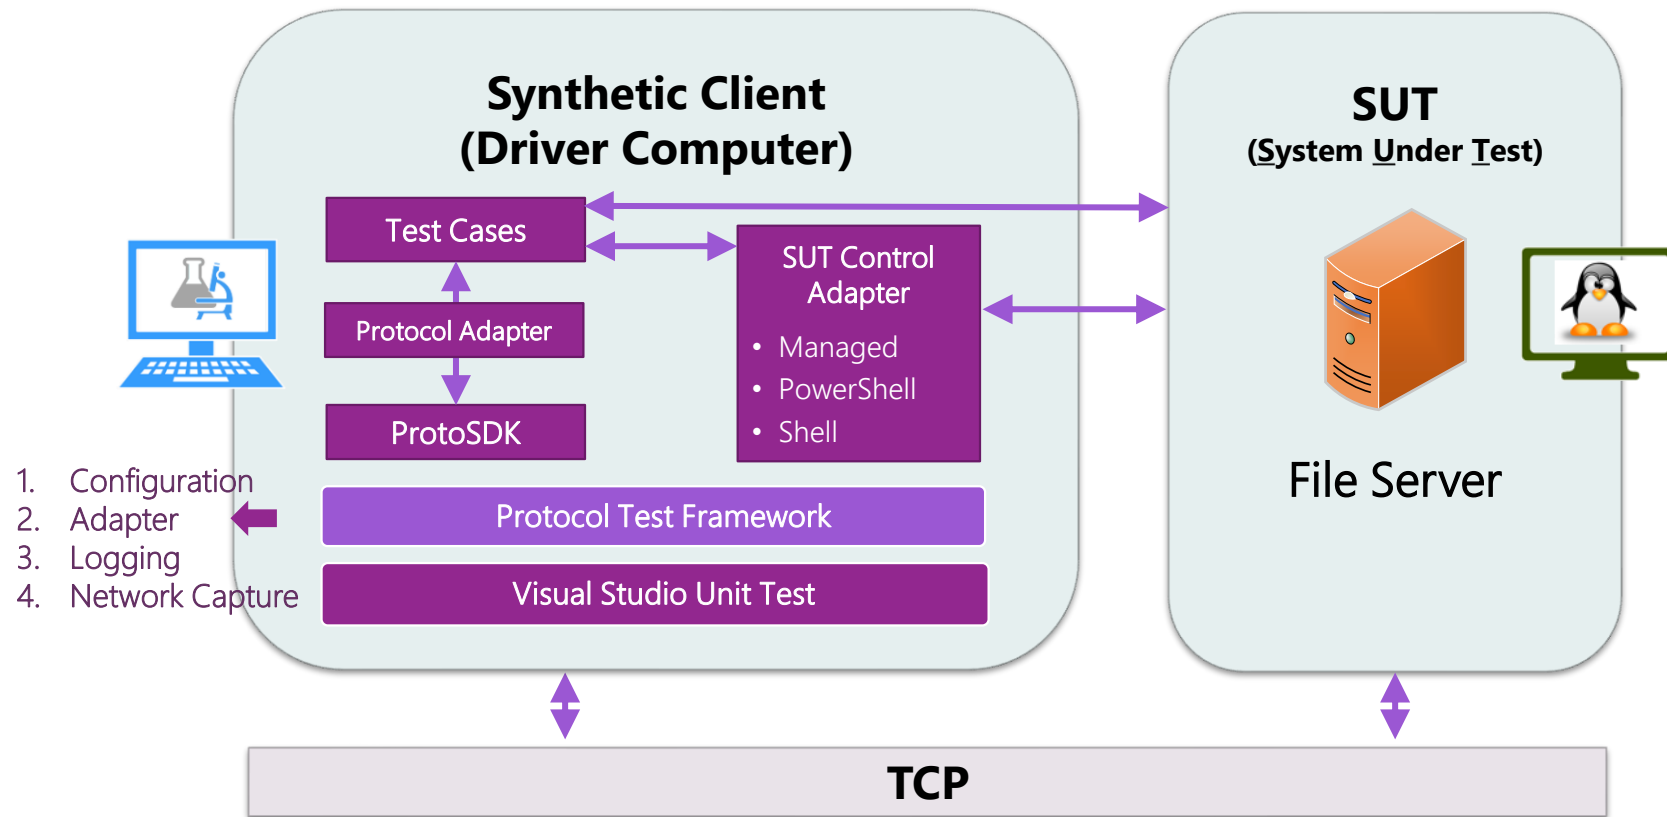 Synthetic Client
(Driver Computer)
Test Cases
Protocol Adapter
ProtoSDK
SUT Control
Adapter
• Managed
• PowerShell
• Shell
1. Configuration
2. Adapter
3. Logging
4. Network Capture
Protocol Test Framework
Visual Studio Unit Test
SUT
(System Under Test)
File Server
TCP